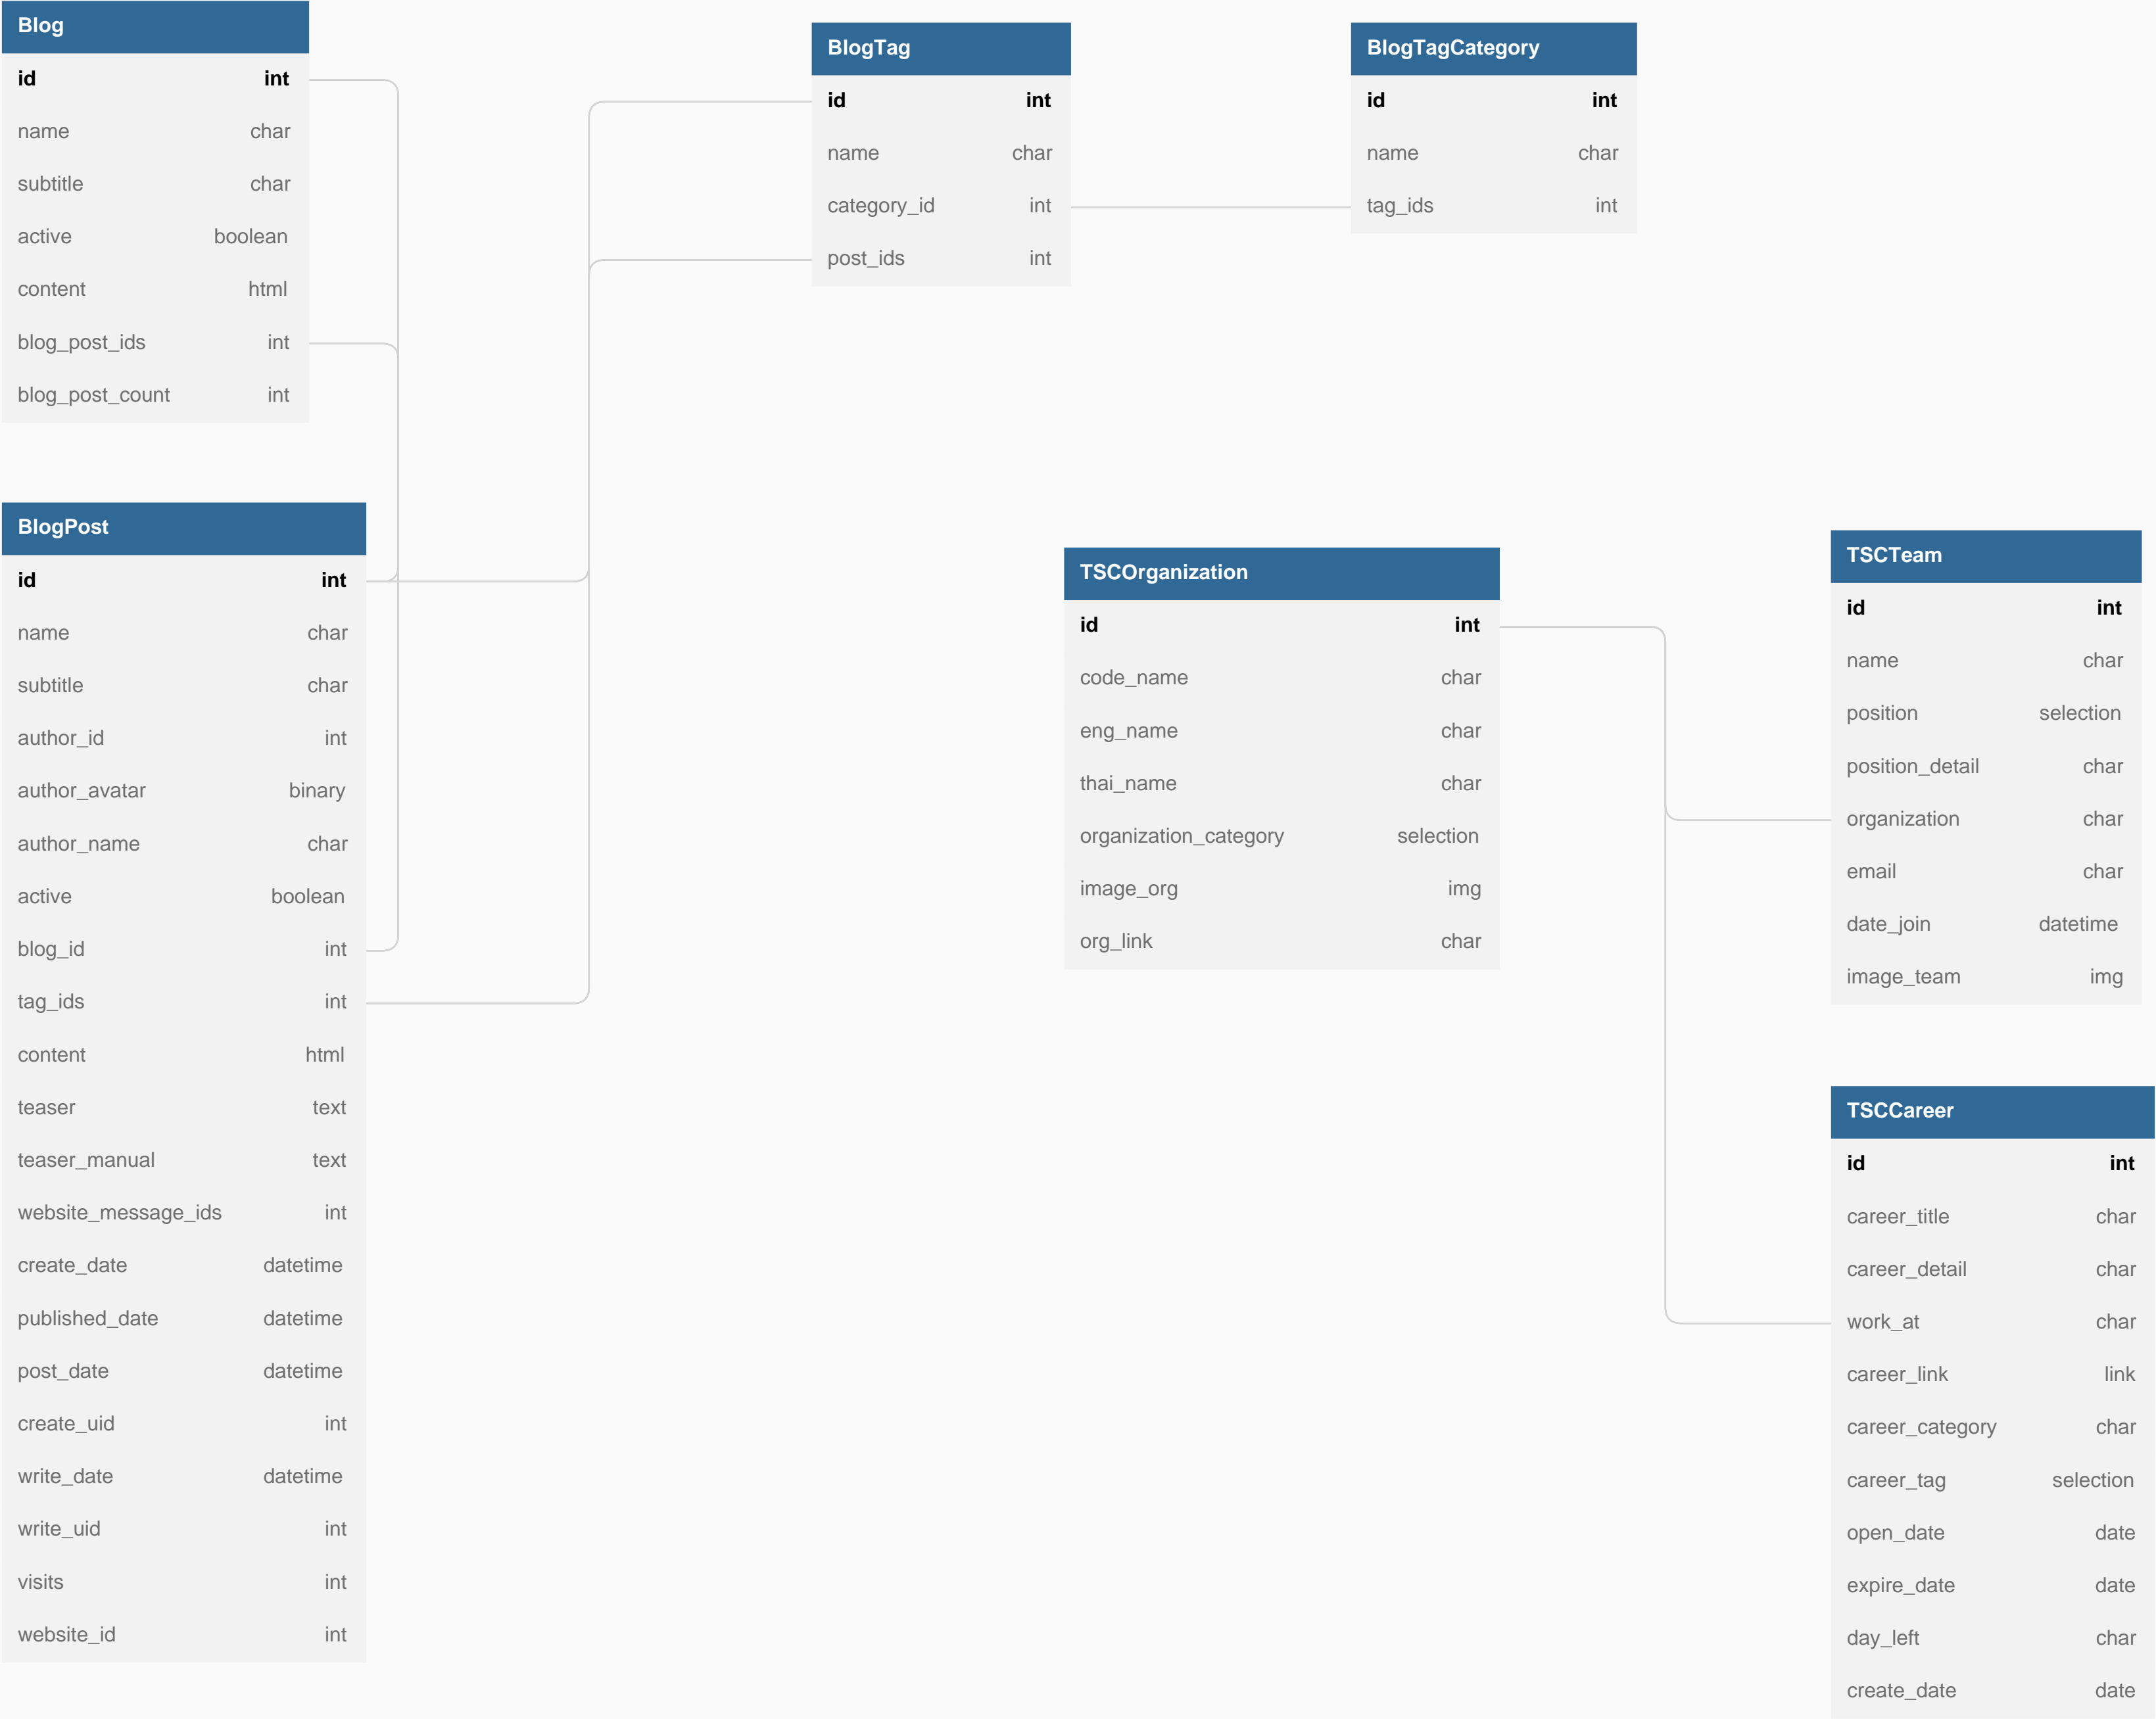 Blog
id int
name char
subtitle char
active boolean
content html
blog_post_ids int
blog_post_count int
BlogTag
id int
name char
category_id int
post_ids int
BlogTagCategory
id int
name char
tag_ids int
BlogPost
id int
name char
subtitle char
author_id int
author_avatar binary
author_name char
active boolean
blog_id int
tag_ids int
content html
teaser text
teaser_manual text
website_message_ids int
create_date datetime
published_date datetime
post_date datetime
create_uid int
write_date datetime
write_uid int
visits int
website_id int
TSCOrganization
id int
code_name char
eng_name char
thai_name char
organization_category selection
image_org img
org_link char
TSCTeam
id int
name char
position selection
position_detail char
organization char
email char
date_join datetime
image_team img
TSCCareer
id int
career_title char
career_detail char
work_at char
career_link link
career_category char
career_tag selection
open_date date
expire_date date
day_left char
create_date date